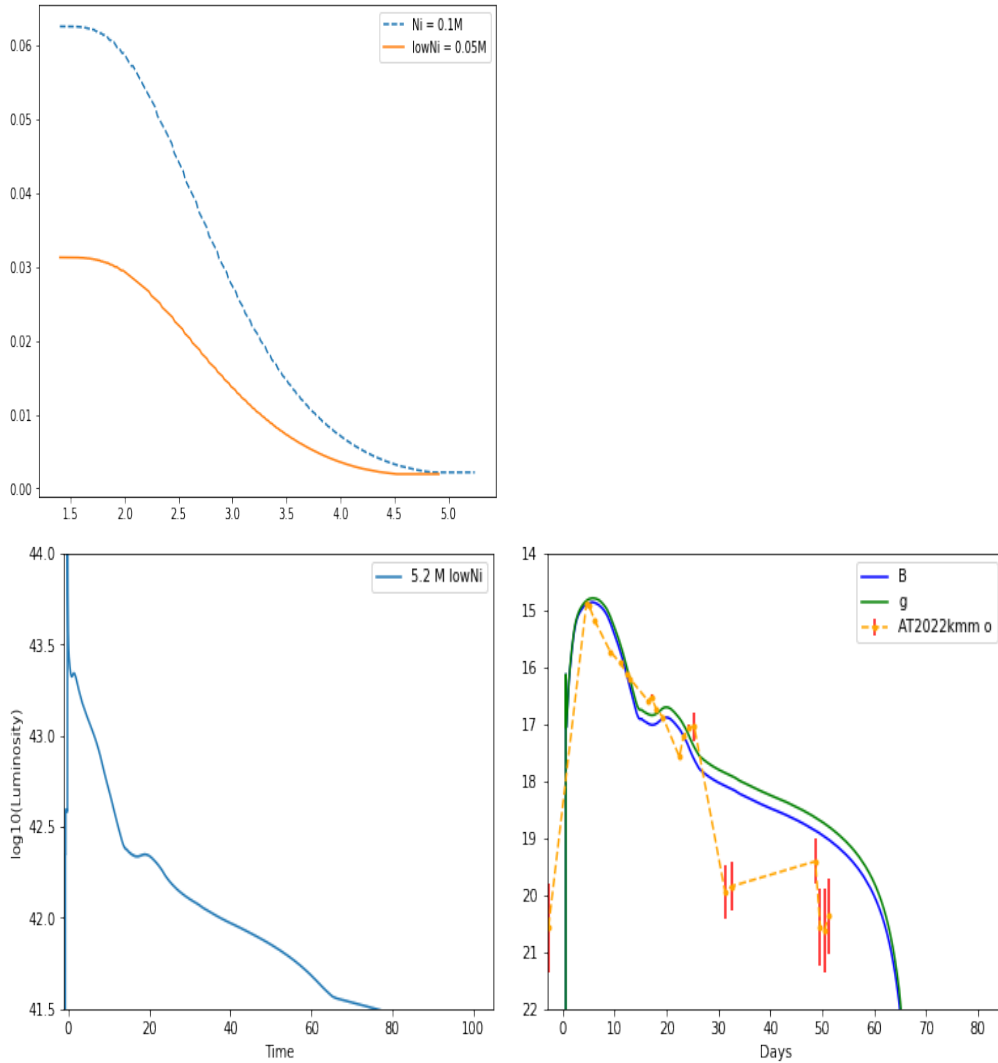 0.06
0.05
0.04
0.03
0.02
0.01
0.00
1.5 2.0 2.5 3.0 3.5 4.0 4.5 5.0
Ni = 0.1M
lowNi = 0.05M
44.0
43.5
43.0
42.5
42.0
41.5
log10(Luminosity)
0 20 40 60 80 100
Time
5.2 M lowNi
14
15
16
17
18
19
20
21
22
0 10 20 30 40 50 60 70 80
Days
B
g
AT2022kmm o